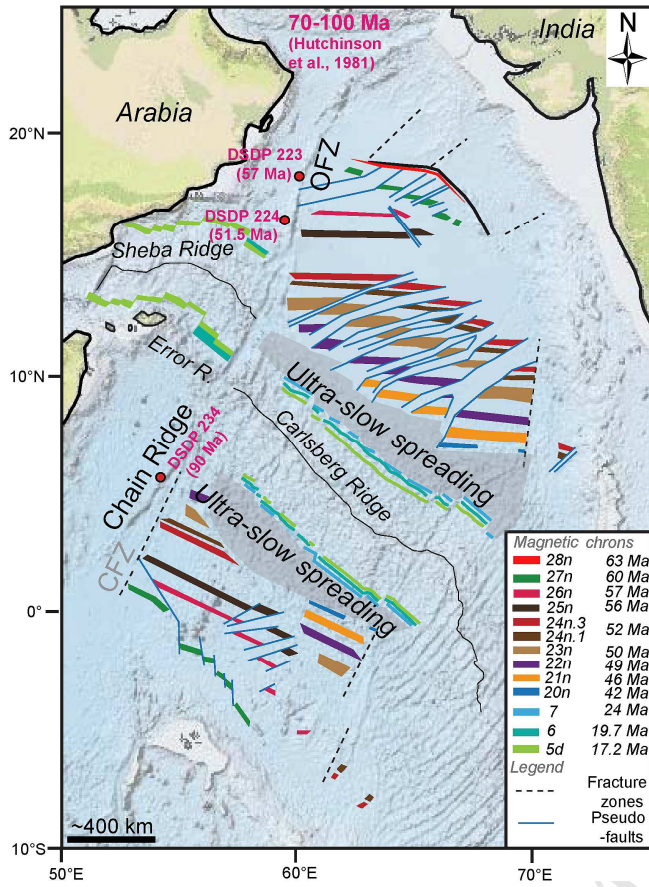 70-100 Ma
(Hutchinson
et al., 1981)
India
N
Arabia
20°N
DSDP 223
(57 Ma)
OFZ
DSDP 224
(51.5 Ma)
Sheba Ridge
Error R.
10°N
Ultra-slow spreading
Carlsberg Ridge
Chain Ridge
DSDP 234
(90 Ma)
Ultra-slow spreading
CFZ
0°
Magnetic chrons
28n 63 Ma
27n 60 Ma
26n 57 Ma
25n 56 Ma
24n.3
24n.1 52 Ma
23n 50 Ma
22n 49 Ma
21n 46 Ma
20n 42 Ma
7 24 Ma
6 19.7 Ma
5d 17.2 Ma
Legend
Fracture
zones
Pseudo
-faults
~400 km
10°S
50°E
60°E
70°E